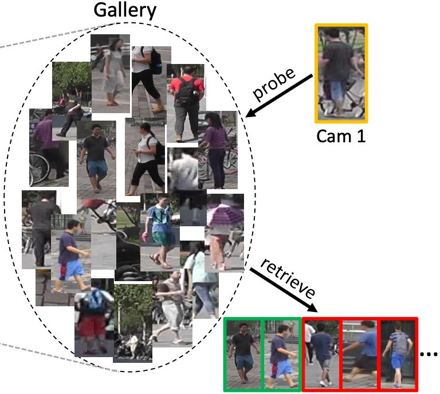 Gallery
probe
Cam 1
retrieve
...